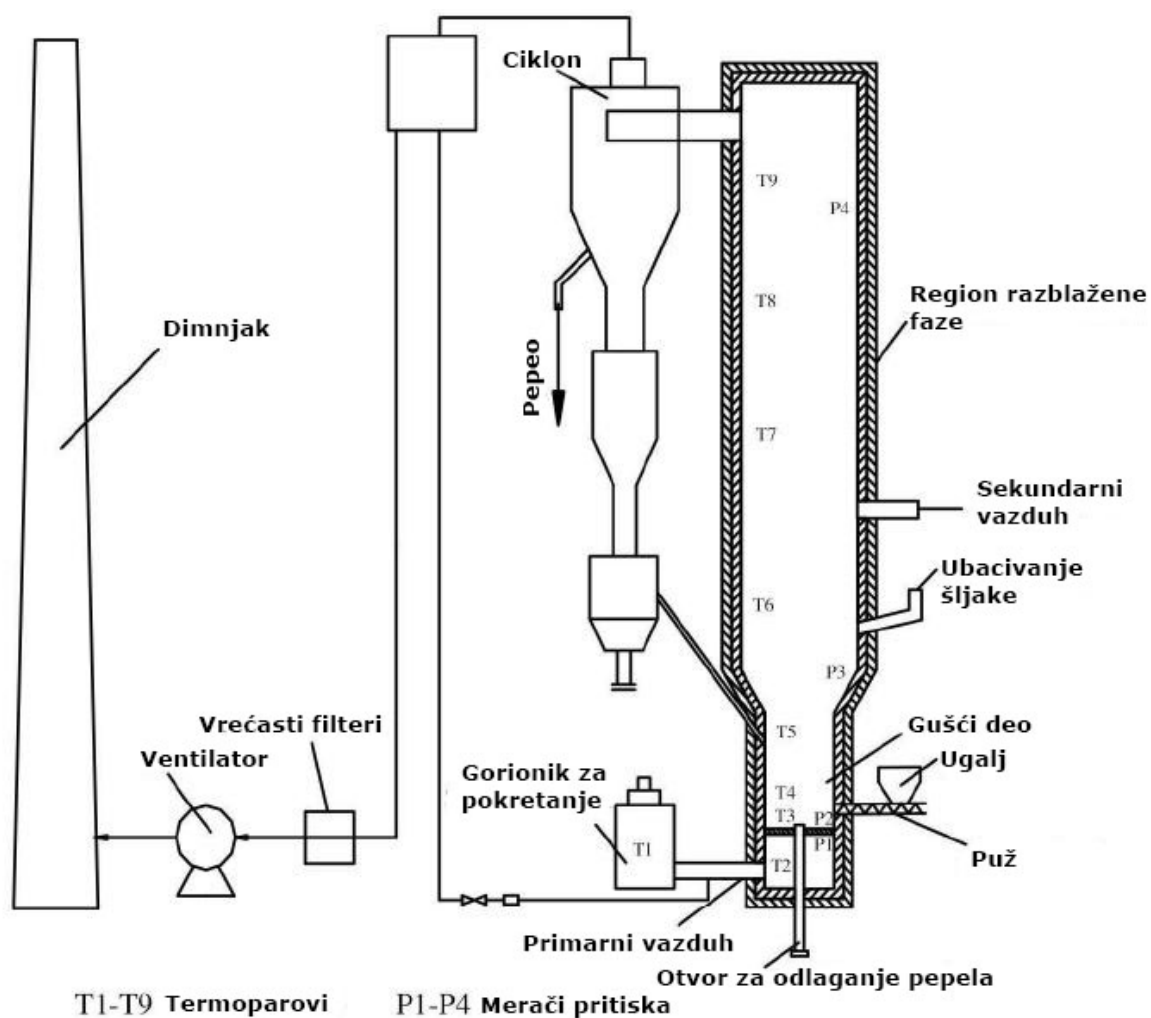 Ciklon
T9
P4
T8
Region razblažene
faze
Dimnjak
Pepeo
T7
Sekundarni
vazduh
Ubacivanje
šljake
T6
P3
Vrećasti filteri
Ventilator
T5
Gušći deo
Ugalj
Gorionik za
pokretanje
T4
T3
P2
P1
T1
T2
Puž
Primarni vazduh
Otvor za odlaganje pepela
T1-T9 Termoparovi
P1-P4 Merači pritiska